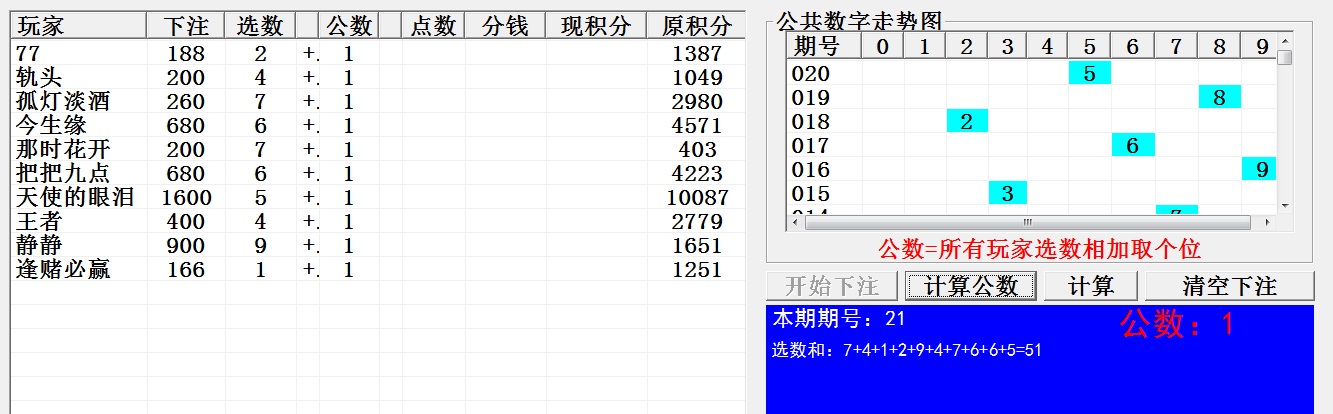 玩家 下注 选数 公数 点数 分钱 现积分 原积分
77 188 2 +. 1 1387
轨头 200 4 +. 1 1049
孤灯淡酒 260 7 +. 1 2980
今生缘 680 6 +. 1 4571
那时花开 200 7 +. 1 403
把把九点 680 6 +. 1 4223
天使的眼泪 1600 5 +. 1 10087
王者 400 4 +. 1 2779
静静 900 9 +. 1 1651
逢赌必赢 166 1 +. 1 1251
公共数字走势图
期号 0 1 2 3 4 5 6 7 8 9
020 5
019 8
018 2
017 6
016 9
015 3
公数=所有玩家选数相加取个位
开始下注 计算公数 计算 清空下注
本期期号：21 公数：1
选数和：7+4+1+2+9+4+7+6+6+5=51